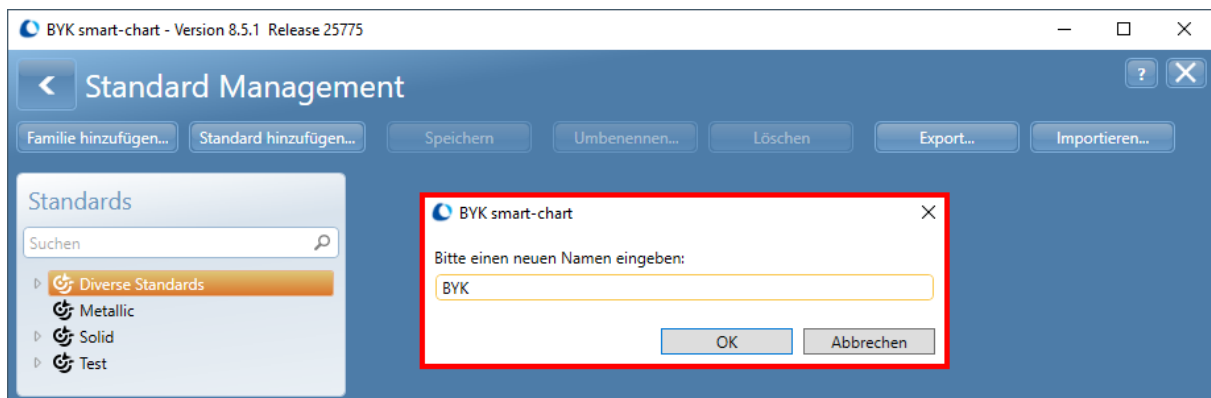 BYK smart-chart - Version 8.5.1 Release 25775
Standard Management
?
Familie hinzufügen... Standard hinzufügen... Speichern Umbenennen... Löschen Export... Importieren...
Standards
Suchen
Diverse Standards
Metallic
Solid
Test
BYK smart-chart
Bitte einen neuen Namen eingeben:
BYK
OK Abbrechen